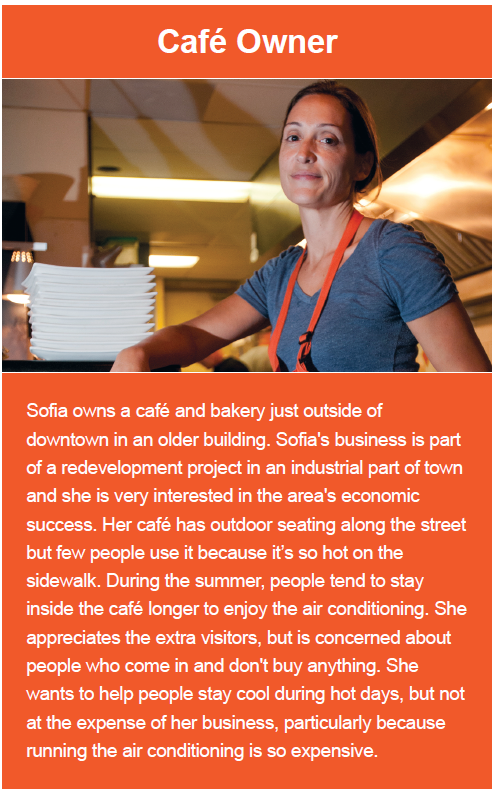 Café Owner
Sofia owns a café and bakery just outside of
downtown in an older building. Sofia's business is part
of a redevelopment project in an industrial part of town
and she is very interested in the area's economic
success. Her café has outdoor seating along the street
but few people use it because it's so hot on the
sidewalk. During the summer, people tend to stay
inside the café longer to enjoy the air conditioning. She
appreciates the extra visitors, but is concerned about
people who come in and don't buy anything. She
wants to help people stay cool during hot days, but not
at the expense of her business, particularly because
running the air conditioning is so expensive.